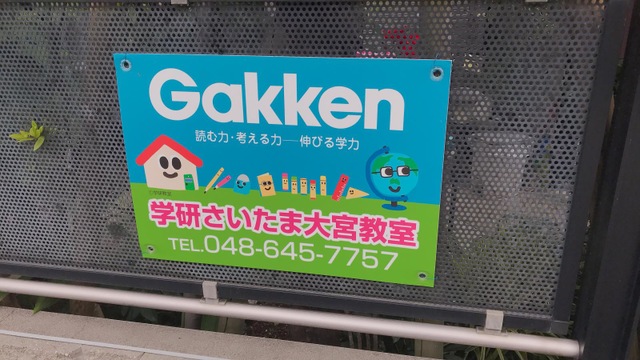 Gakken
読む力・考える力──伸びる学力
学研さいたま大宮教室
TEL.048-645-7757